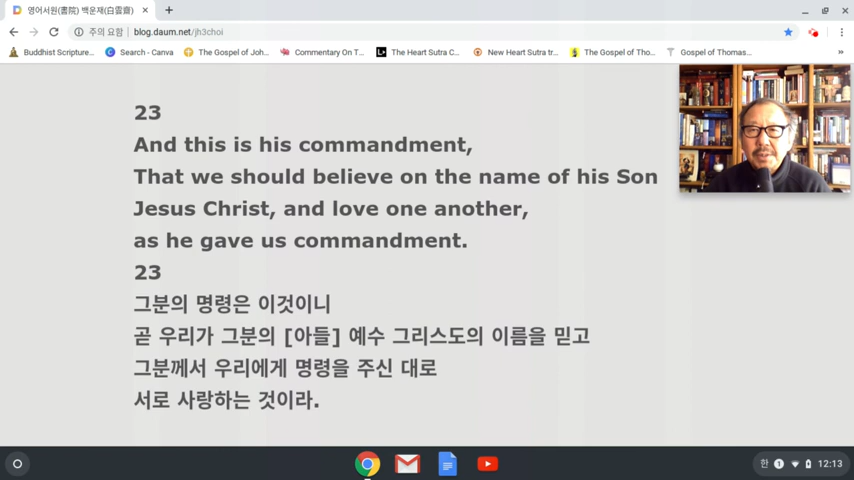 영어서원(書院) 백운재(白雲齋)
주의 요함 | blog.daum.net/jh3choi
Buddhist Scripture... Search - Canva The Gospel of Joh... Commentary On T... The Heart Sutra C... New Heart Sutra tr... The Gospel of Tho... Gospel of Thomas... »
23
And this is his commandment,
That we should believe on the name of his Son
Jesus Christ, and love one another,
as he gave us commandment.
23
그분의 명령은 이것이니
곧 우리가 그분의 [아들] 예수 그리스도의 이름을 믿고
그분께서 우리에게 명령을 주신 대로
서로 사랑하는 것이라.
한 1 12:13